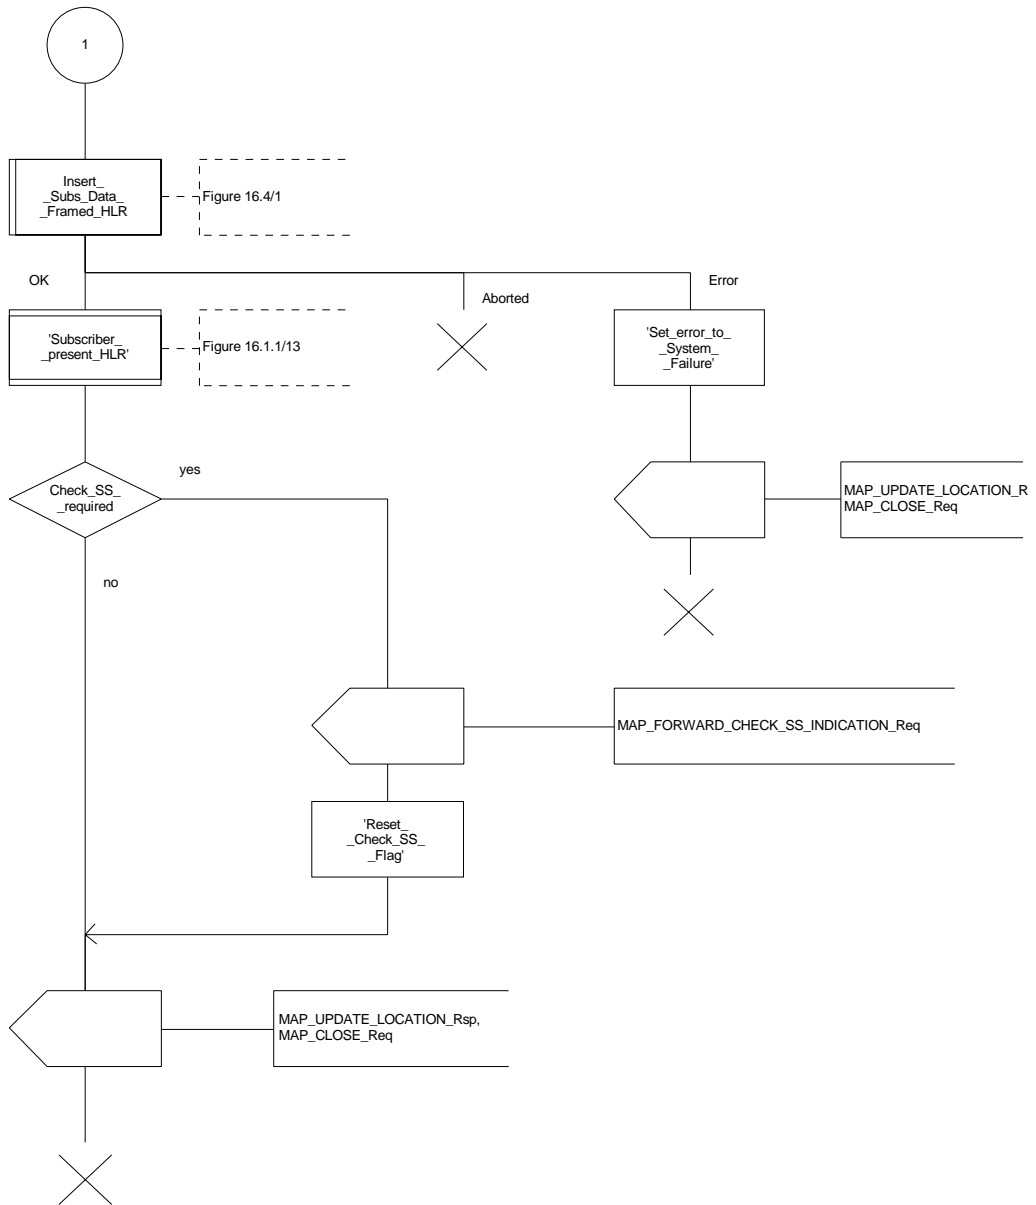 1
Insert_
_Subs_Data_
_Framed_HLR
Figure 16.4/1
OK
Aborted
Error
'Subscriber_
_present_HLR'
Figure 16.1.1/13
'Set_error_to_
_System_
_Failure'
Check_SS_
_required
yes
no
MAP_UPDATE_LOCATION_R
MAP_CLOSE_Req
MAP_FORWARD_CHECK_SS_INDICATION_Req
'Reset_
_Check_SS_
_Flag'
MAP_UPDATE_LOCATION_Rsp,
MAP_CLOSE_Req